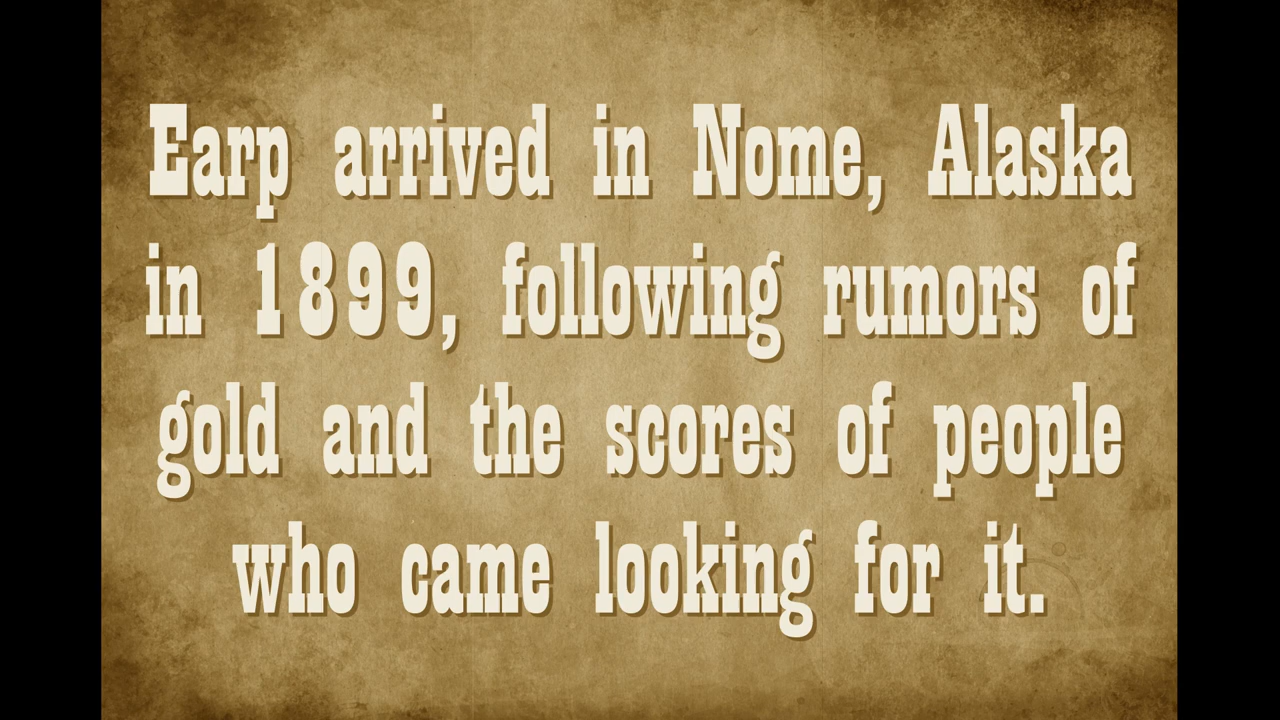 Earp arrived in Nome, Alaska
in 1899, following rumors of
gold and the scores of people
who came looking for it.